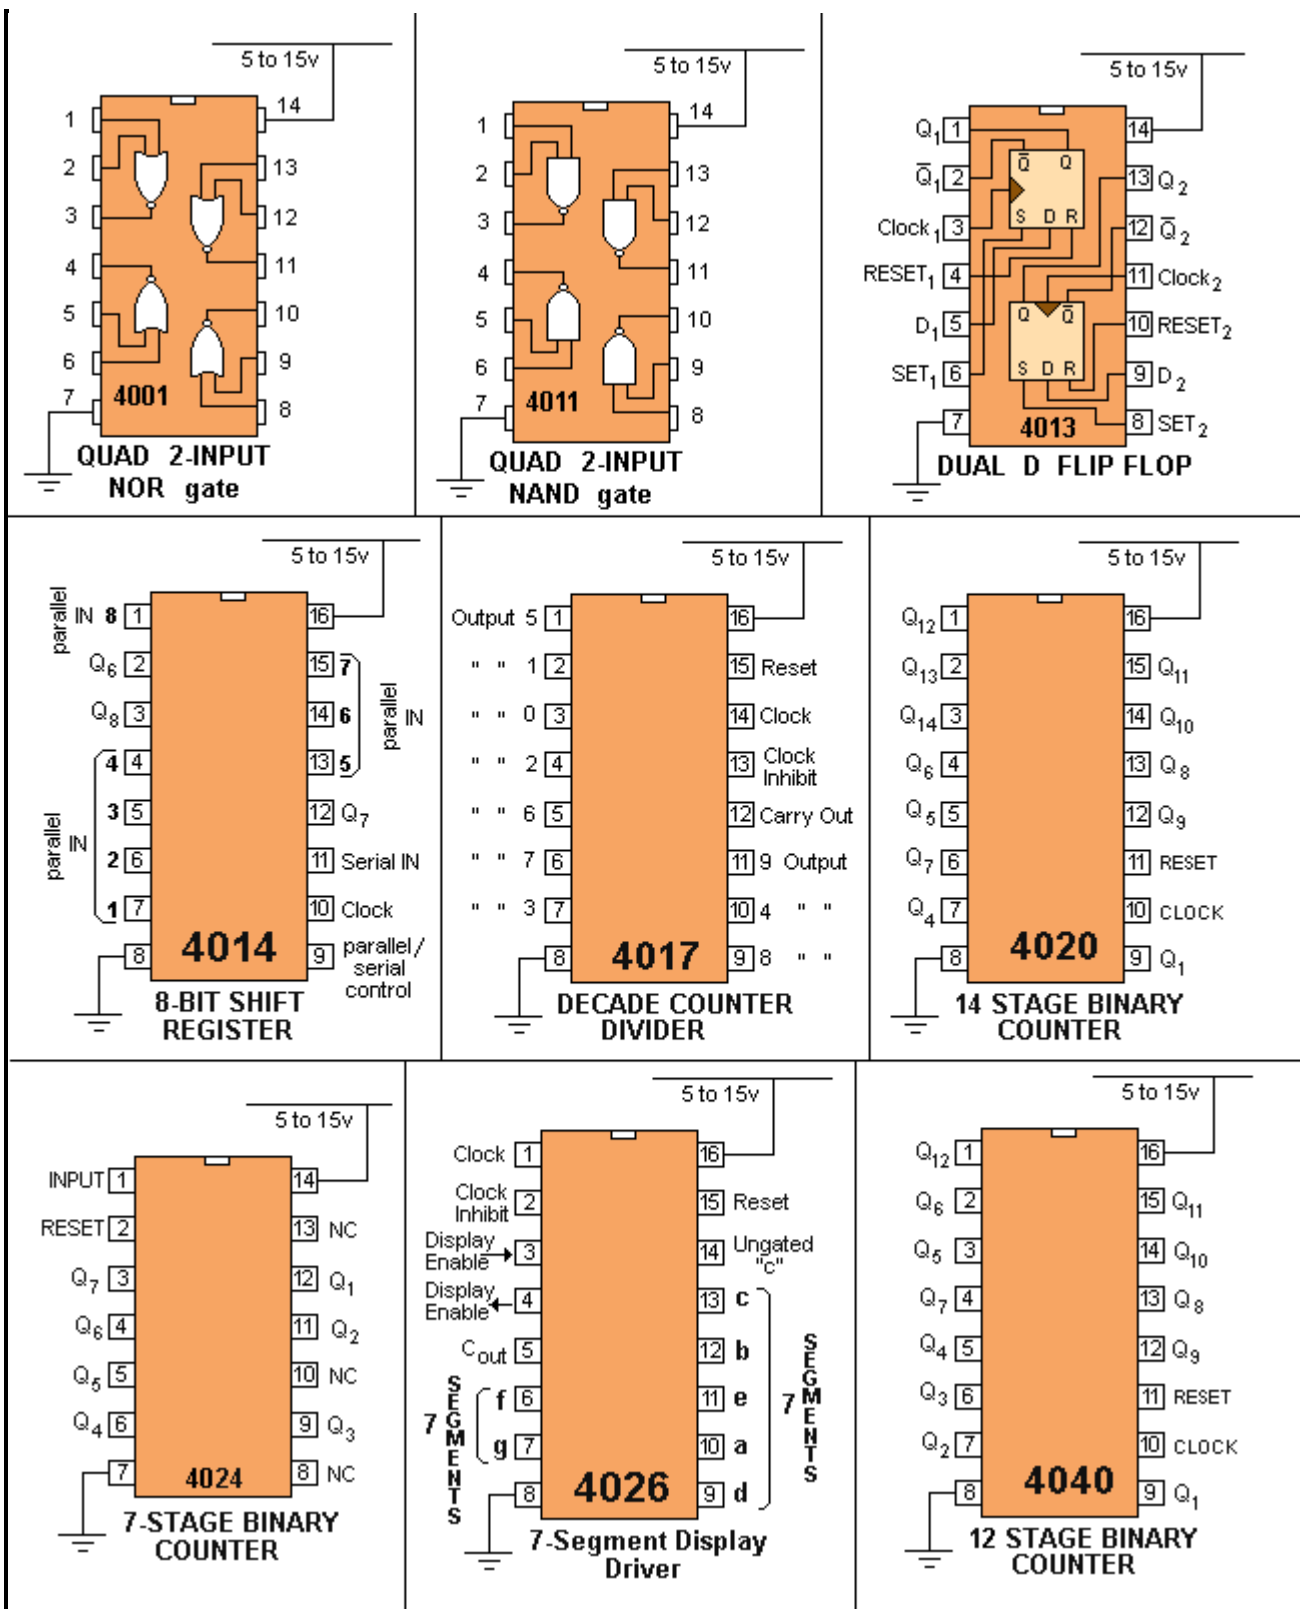 5 to 15v
1 14
2 13
3 12
4 11
5 10
6 9
7 8
4001
QUAD 2-INPUT
NOR gate
5 to 15v
1 14
2 13
3 12
4 11
5 10
6 9
7 8
4011
QUAD 2-INPUT
NAND gate
5 to 15v
Q1 1 14
Q̅1 2 13 Q2
Clock1 3 12 Q̅2
RESET1 4 11 Clock2
D1 5 10 RESET2
SET1 6 9 D2
7 8 SET2
Q̅ Q
S D R
Q Q̅
S D R
4013
DUAL D FLIP FLOP
5 to 15v
parallel
IN 8 1 16
Q6 2 15 7
Q8 3 14 6
parallel
IN
4 4 13 5
3 5 12 Q7
parallel
IN
2 6 11 Serial IN
1 7 10 Clock
8 9 parallel/
serial
control
4014
8-BIT SHIFT
REGISTER
5 to 15v
Output 5 1 16
" " 1 2 15 Reset
" " 0 3 14 Clock
" " 2 4 13 Clock
Inhibit
" " 6 5 12 Carry Out
" " 7 6 11 9 Output
" " 3 7 10 4 " "
8 9 8 " "
4017
DECADE COUNTER
DIVIDER
5 to 15v
Q12 1 16
Q13 2 15 Q11
Q14 3 14 Q10
Q6 4 13 Q8
Q5 5 12 Q9
Q7 6 11 RESET
Q4 7 10 CLOCK
8 9 Q1
4020
14 STAGE BINARY
COUNTER
5 to 15v
INPUT 1 14
RESET 2 13 NC
Q7 3 12 Q1
Q6 4 11 Q2
Q5 5 10 NC
Q4 6 9 Q3
7 8 NC
4024
7-STAGE BINARY
COUNTER
5 to 15v
Clock 1 16
Clock
Inhibit 2 15 Reset
Display
Enable 3 14 Ungated
"c"
Display
Enable 4 13 c
Cout 5 12 b
f 6 11 e
g 7 10 a
8 9 d
7 SEGMENTS
7 SEGMENTS
4026
7-Segment Display
Driver
5 to 15v
Q12 1 16
Q6 2 15 Q11
Q5 3 14 Q10
Q7 4 13 Q8
Q4 5 12 Q9
Q3 6 11 RESET
Q2 7 10 CLOCK
8 9 Q1
4040
12 STAGE BINARY
COUNTER